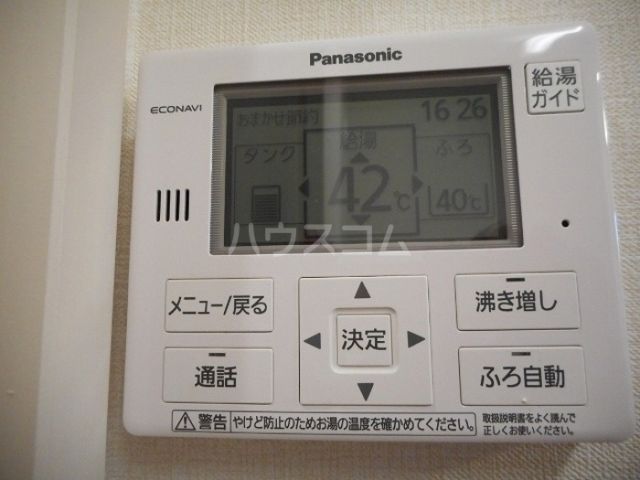 Panasonic
ECONAVI
給湯
ガイド
おまかせ節約
16 26
タンク
給湯
ふろ
42℃
40℃
ハウスコム
メニュー/戻る
沸き増し
決定
通話
ふろ自動
警告 やけど防止のためお湯の温度を確かめてください。
取扱説明書をよく読んで
正しくお使いください。